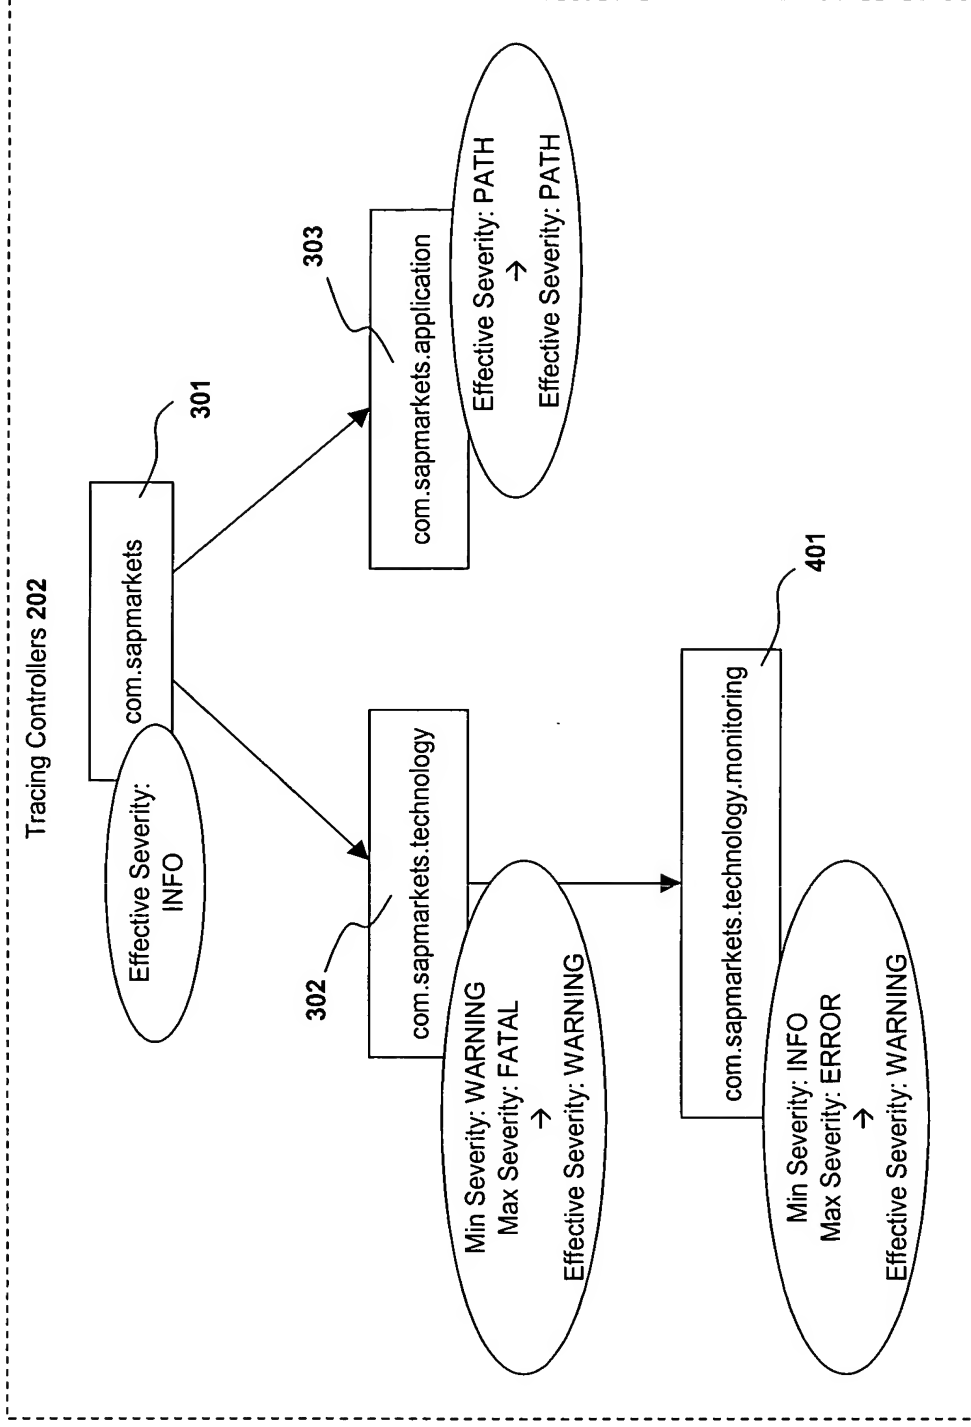 Tracing Controllers 202
com.sapmarkets
301
Effective Severity:
INFO
302
com.sapmarkets.technology
Min Severity: WARNING
Max Severity: FATAL
→
Effective Severity: WARNING
303
com.sapmarkets.application
Effective Severity: PATH
→
Effective Severity: PATH
401
com.sapmarkets.technology.monitoring
Min Severity: INFO
Max Severity: ERROR
→
Effective Severity: WARNING